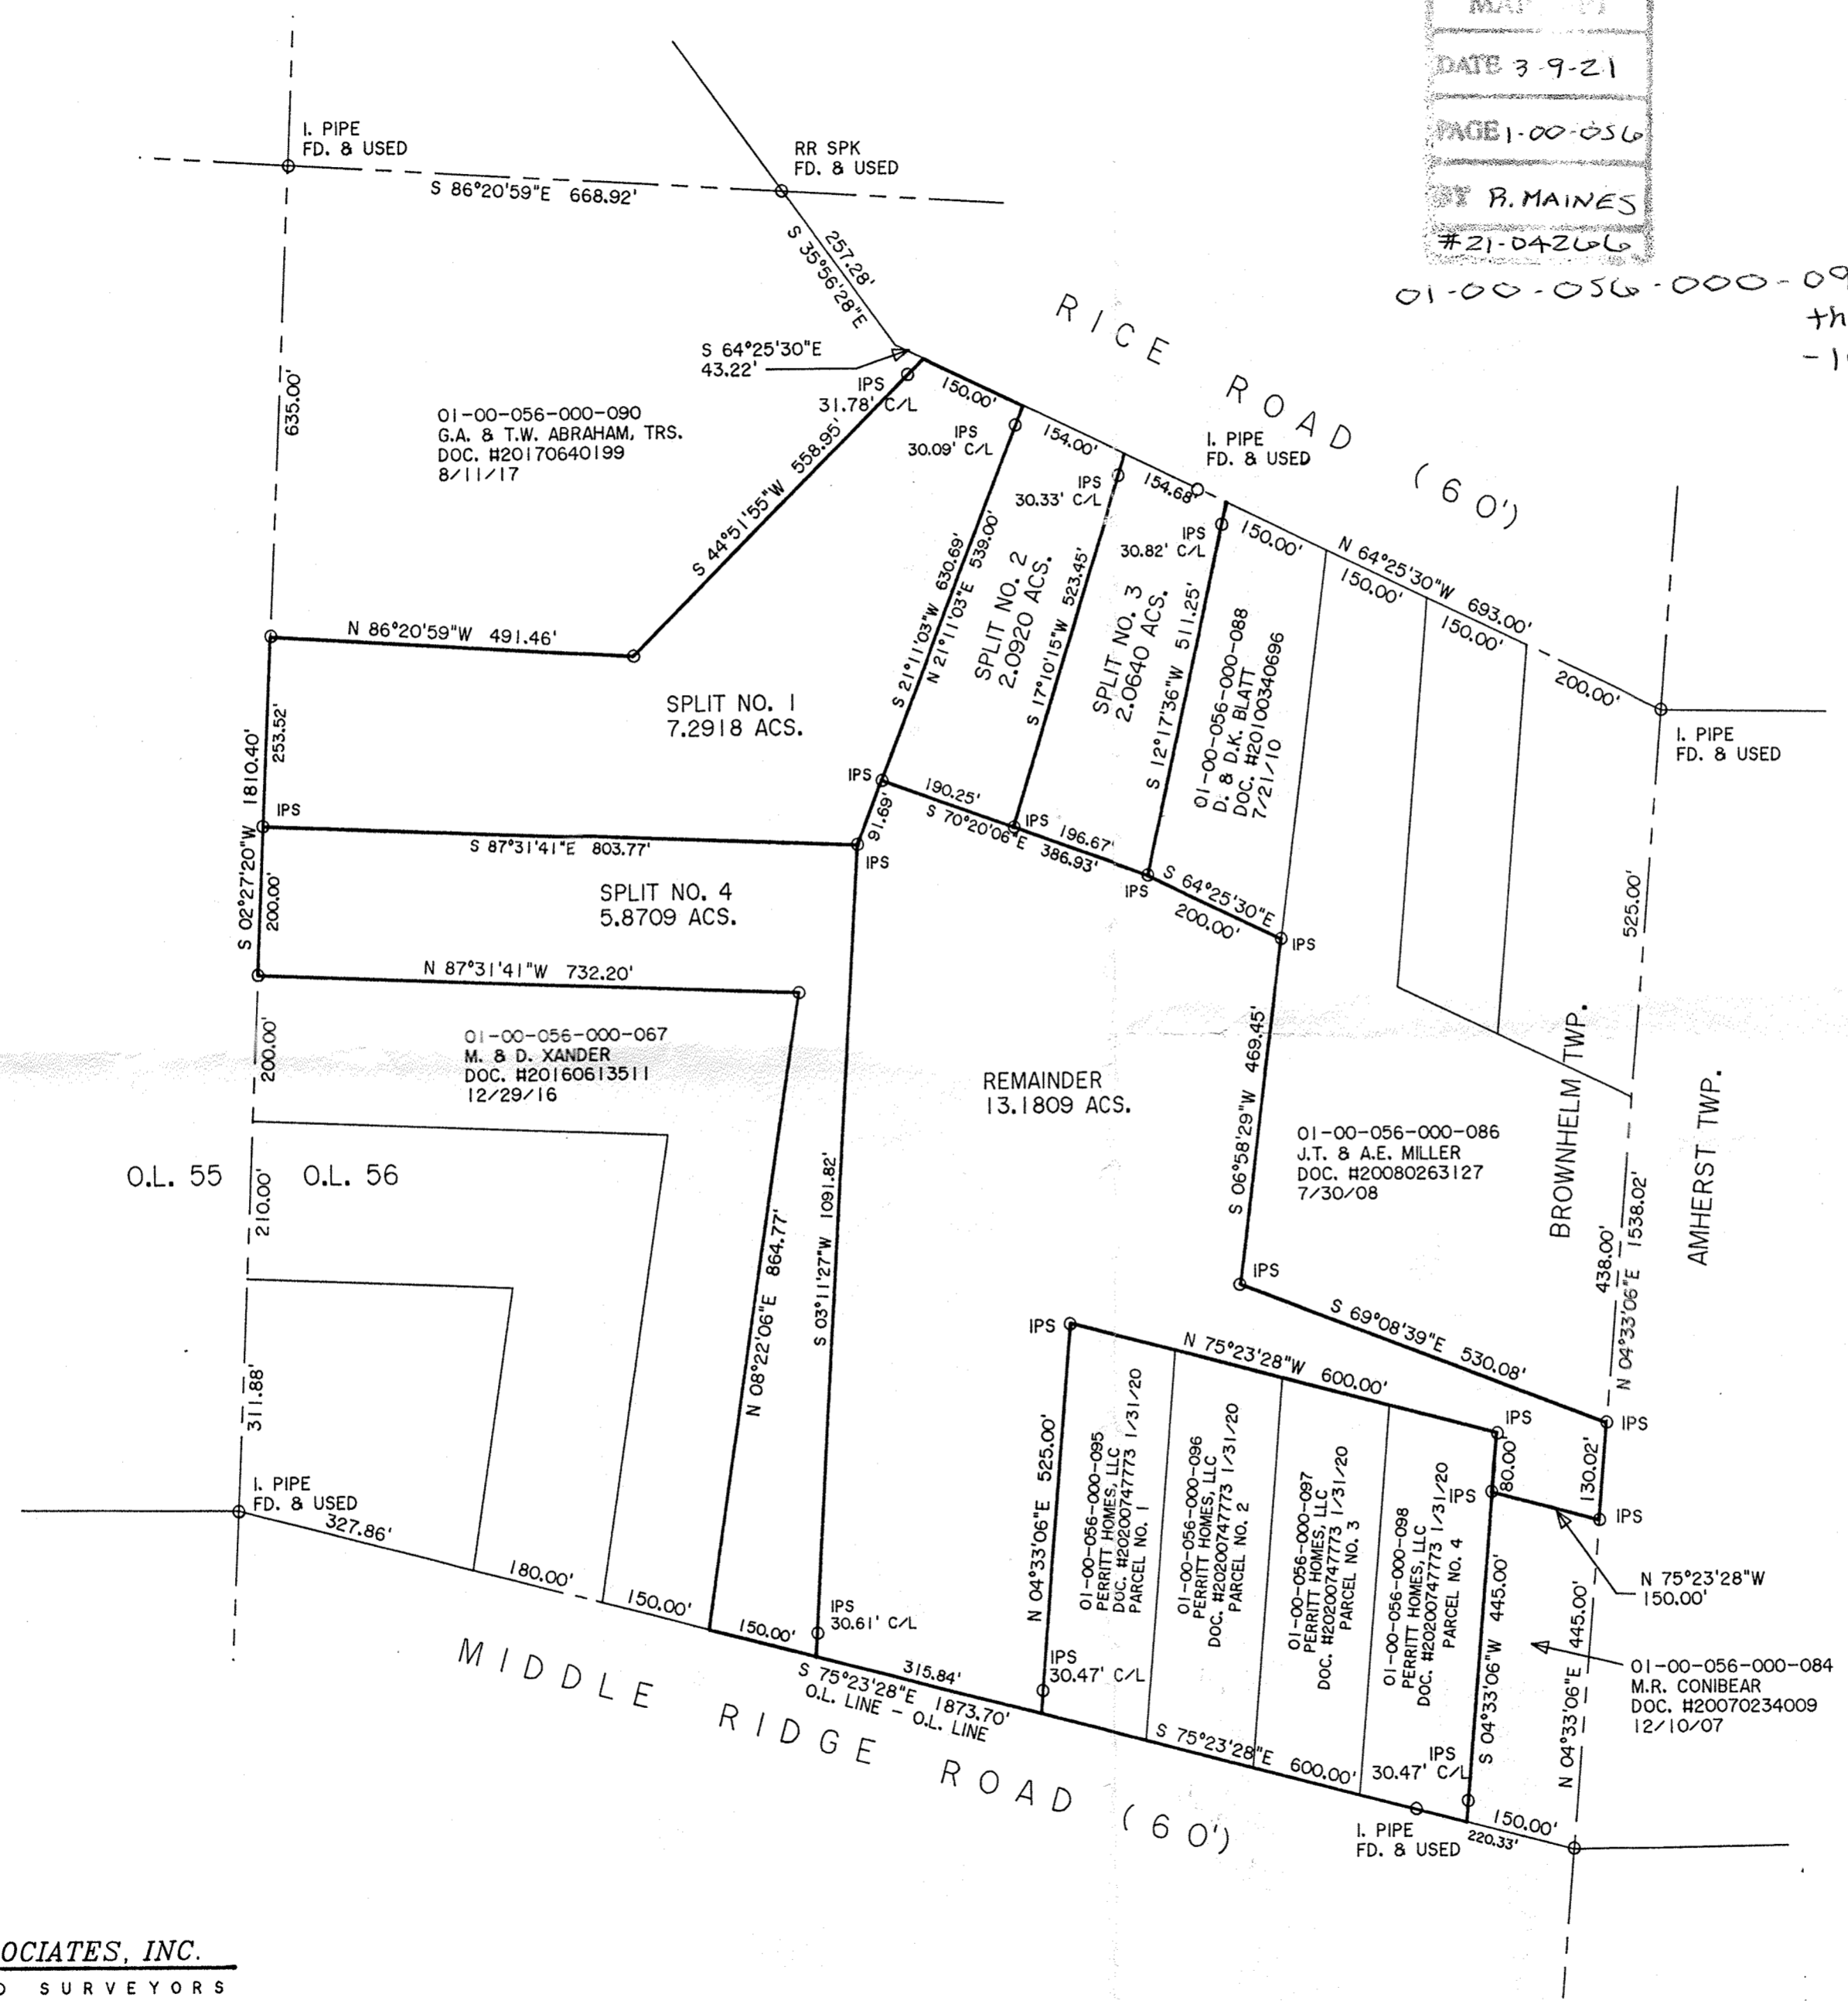 DATE 3-9-21
PAGE 1-00-056
BY R. MAINES
#21-04266
01-00-056-000-09
th
I. PIPE
FD. & USED
RR SPK
FD. & USED
S 86°20'59"E 668.92'
257.28'
S 35°56'28"E
RICE ROAD (60')
S 64°25'30"E
43.22'
IPS
31.78' C/L
150.00'
IPS
30.09' C/L
154.00'
IPS
30.33' C/L
154.68'
I. PIPE
FD. & USED
IPS
30.82' C/L
150.00'
N 64°25'30"W 693.00'
150.00'
150.00'
200.00'
I. PIPE
FD. & USED
635.00'
01-00-056-000-090
G.A. & T.W. ABRAHAM, TRS.
DOC. #20170640199
8/11/17
S 44°51'55"W 558.95'
N 86°20'59"W 491.46'
S 21°11'03"W 630.69'
N 21°11'03"E 539.00'
SPLIT NO. 2
2.0920 ACS.
S 17°10'15"W 523.45'
SPLIT NO. 3
2.0640 ACS.
S 12°17'36"W 511.25'
01-00-056-000-088
D. & D.K. BLATT
DOC. #20100340696
7/21/10
SPLIT NO. 1
7.2918 ACS.
S 02°27'20"W 1810.40'
253.52'
IPS
IPS
91.69'
190.25'
S 70°20'06"E 386.93'
IPS
196.67'
IPS
S 64°25'30"E
200.00'
IPS
525.00'
S 87°31'41"E 803.77'
IPS
SPLIT NO. 4
5.8709 ACS.
200.00'
N 87°31'41"W 732.20'
200.00'
01-00-056-000-067
M. & D. XANDER
DOC. #20160613511
12/29/16
REMAINDER
13.1809 ACS.
S 06°58'29"W 469.45'
01-00-056-000-086
J.T. & A.E. MILLER
DOC. #20080263127
7/30/08
BROWNHELM TWP.
AMHERST TWP.
438.00'
N 04°33'06"E 1538.02'
O.L. 55
O.L. 56
210.00'
311.88'
N 08°22'06"E 864.77'
S 03°11'27"W 1091.82'
IPS
S 69°08'39"E 530.08'
IPS
N 75°23'28"W 600.00'
IPS
IPS
80.00'
130.02'
IPS
IPS
N 75°23'28"W
150.00'
N 04°33'06"E 525.00'
01-00-056-000-095
PERRITT HOMES, LLC
DOC. #20200747773 1/31/20
PARCEL NO. 1
01-00-056-000-096
PERRITT HOMES, LLC
DOC. #20200747773 1/31/20
PARCEL NO. 2
01-00-056-000-097
PERRITT HOMES, LLC
DOC. #20200747773 1/31/20
PARCEL NO. 3
01-00-056-000-098
PERRITT HOMES, LLC
DOC. #20200747773 1/31/20
PARCEL NO. 4
S 04°33'06"W 445.00'
N 04°33'06"E 445.00'
01-00-056-000-084
M.R. CONIBEAR
DOC. #20070234009
12/10/07
I. PIPE
FD. & USED
327.86'
180.00'
150.00'
150.00'
IPS
30.61' C/L
315.84'
S 75°23'28"E 1873.70'
O.L. LINE - O.L. LINE
IPS
30.47' C/L
S 75°23'28"E 600.00'
IPS
30.47' C/L
I. PIPE
FD. & USED
150.00'
220.33'
MIDDLE RIDGE ROAD (60')
OCIATES, INC.
SURVEYORS